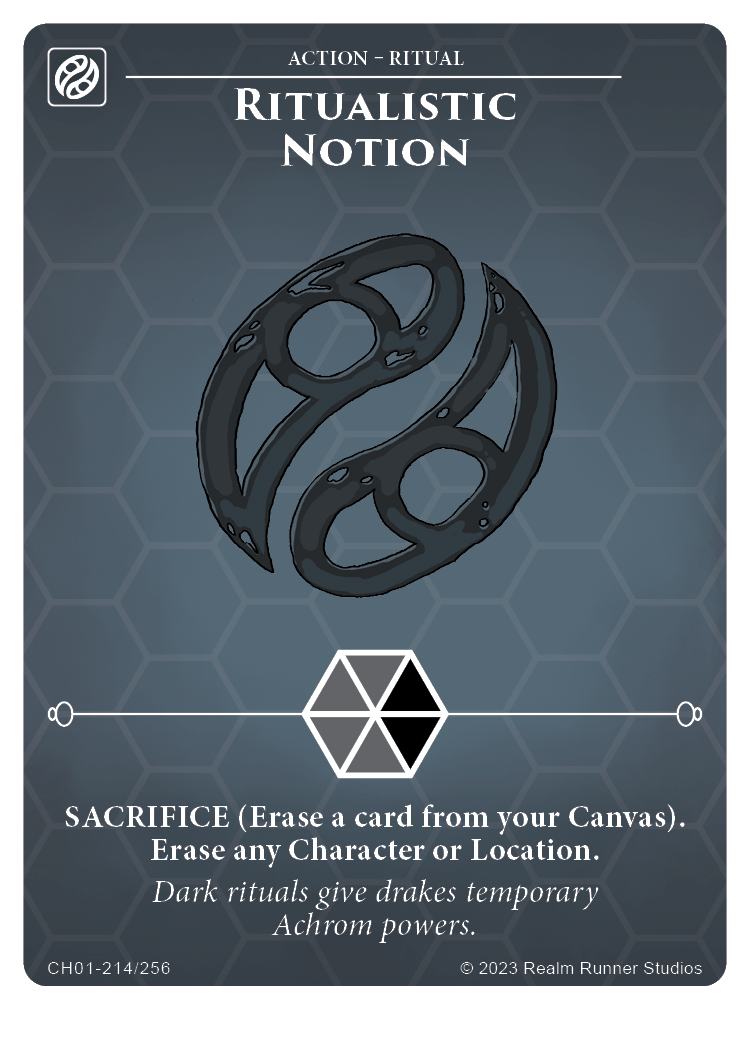 ACTION – RITUAL
Ritualistic
Notion
SACRIFICE (Erase a card from your Canvas).
Erase any Character or Location.
Dark rituals give drakes temporary
Achrom powers.
CH01-214/256
© 2023 Realm Runner Studios